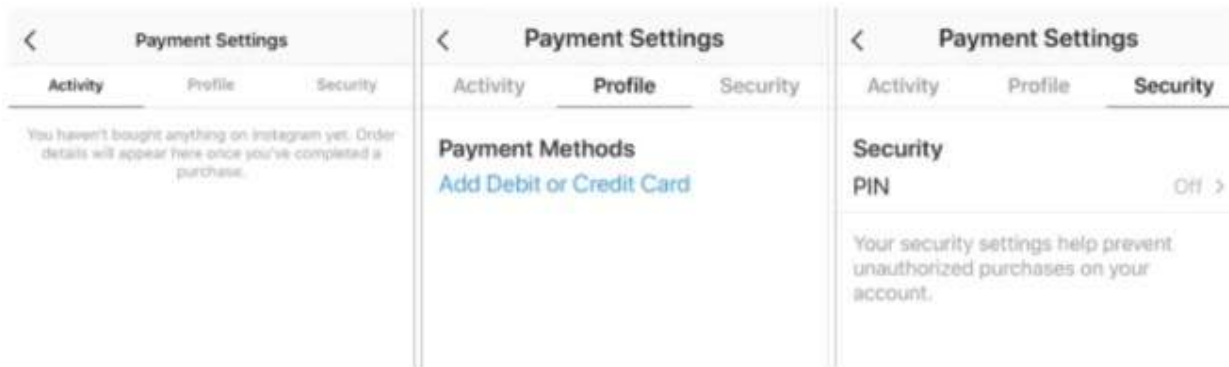 Payment Settings
Activity Profile Security
You haven't bought anything on Instagram yet. Order
details will appear here once you've completed a
purchase.
Payment Settings
Activity Profile Security
Payment Methods
Add Debit or Credit Card
Payment Settings
Activity Profile Security
Security
PIN Off
Your security settings help prevent
unauthorized purchases on your
account.